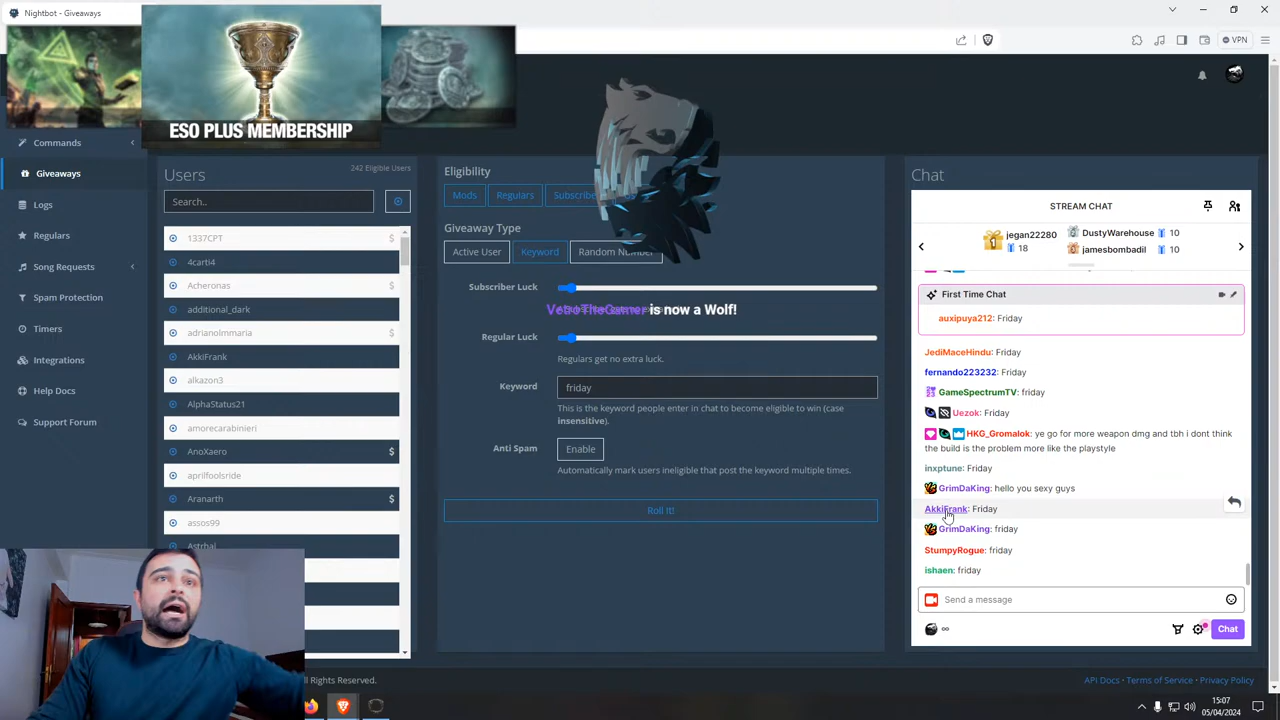 Nightbot - Giveaways
VPN
ESO PLUS MEMBERSHIP
Commands
Giveaways
Logs
Regulars
Song Requests
Spam Protection
Timers
Integrations
Help Docs
Support Forum
Users
242 Eligible Users
Search..
1337CPT $
4carti4
Acheronas $
additional_dark
adrianolmmaria $
AkkiFrank
alkazon3
AlphaStatus21
amorecarabinieri
AnoXaero $
aprilfoolsride
Aranarth $
assos99
Astrhal
Eligibility
Mods
Regulars
Giveaway Type
Active User
Keyword
Random Number
Subscriber Luck
is now a Wolf!
Regular Luck
Regulars get no extra luck.
Keyword
friday
This is the keyword people enter in chat to become eligible to win (case
insensitive).
Anti Spam
Enable
Automatically mark users ineligible that post the keyword multiple times.
Roll It!
Chat
STREAM CHAT
1
jegan22280
18
DustyWarehouse 10
jamesbombadil 10
First Time Chat
auxipuya212: Friday
JediMaceHindu: Friday
fernando223232: Friday
GameSpectrumTV: friday
Uezok: Friday
HKG_Gromalok: ye go for more weapon dmg and tbh i dont think
the build is the problem more like the playstyle
inxptune: Friday
GrimDaKing: hello you sexy guys
AkkiFrank: Friday
GrimDaKing: friday
StumpyRogue: friday
ishaen: friday
Send a message
∞
Chat
ll Rights Reserved.
API Docs • Terms of Service • Privacy Policy
15:07
05/04/2024